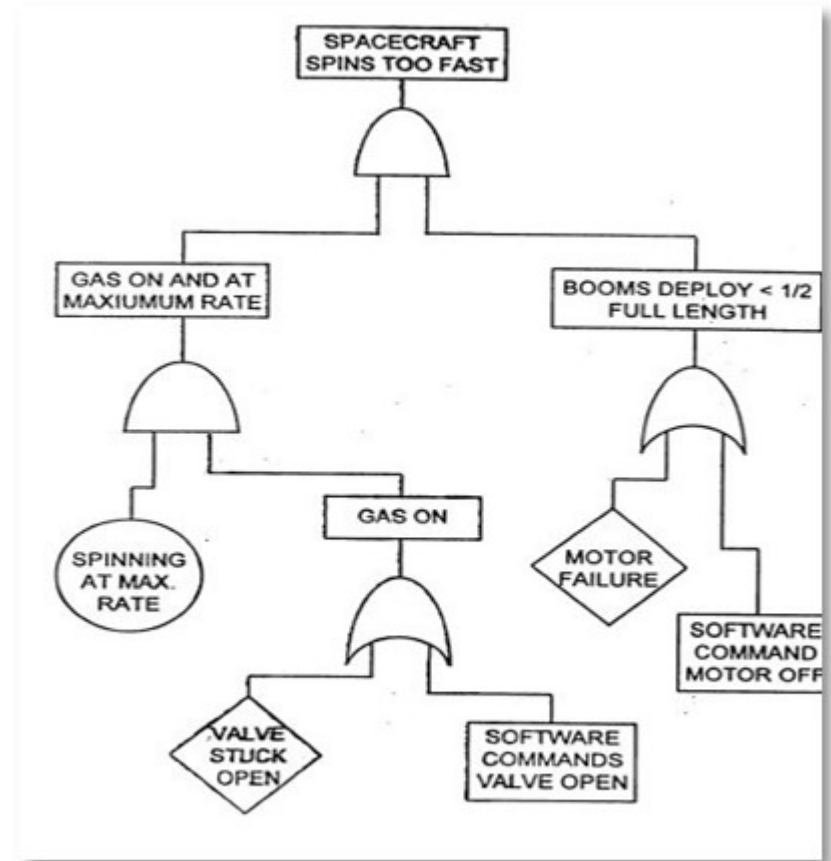 SPACECRAFT
SPINS TOO FAST
GAS ON AND AT
MAXIUMUM RATE
BOOMS DEPLOY < 1/2
FULL LENGTH
GAS ON
SPINNING
AT MAX.
RATE
MOTOR
FAILURE
SOFTWARE
COMMAND
MOTOR OFF
VALVE
STUCK
OPEN
SOFTWARE
COMMANDS
VALVE OPEN